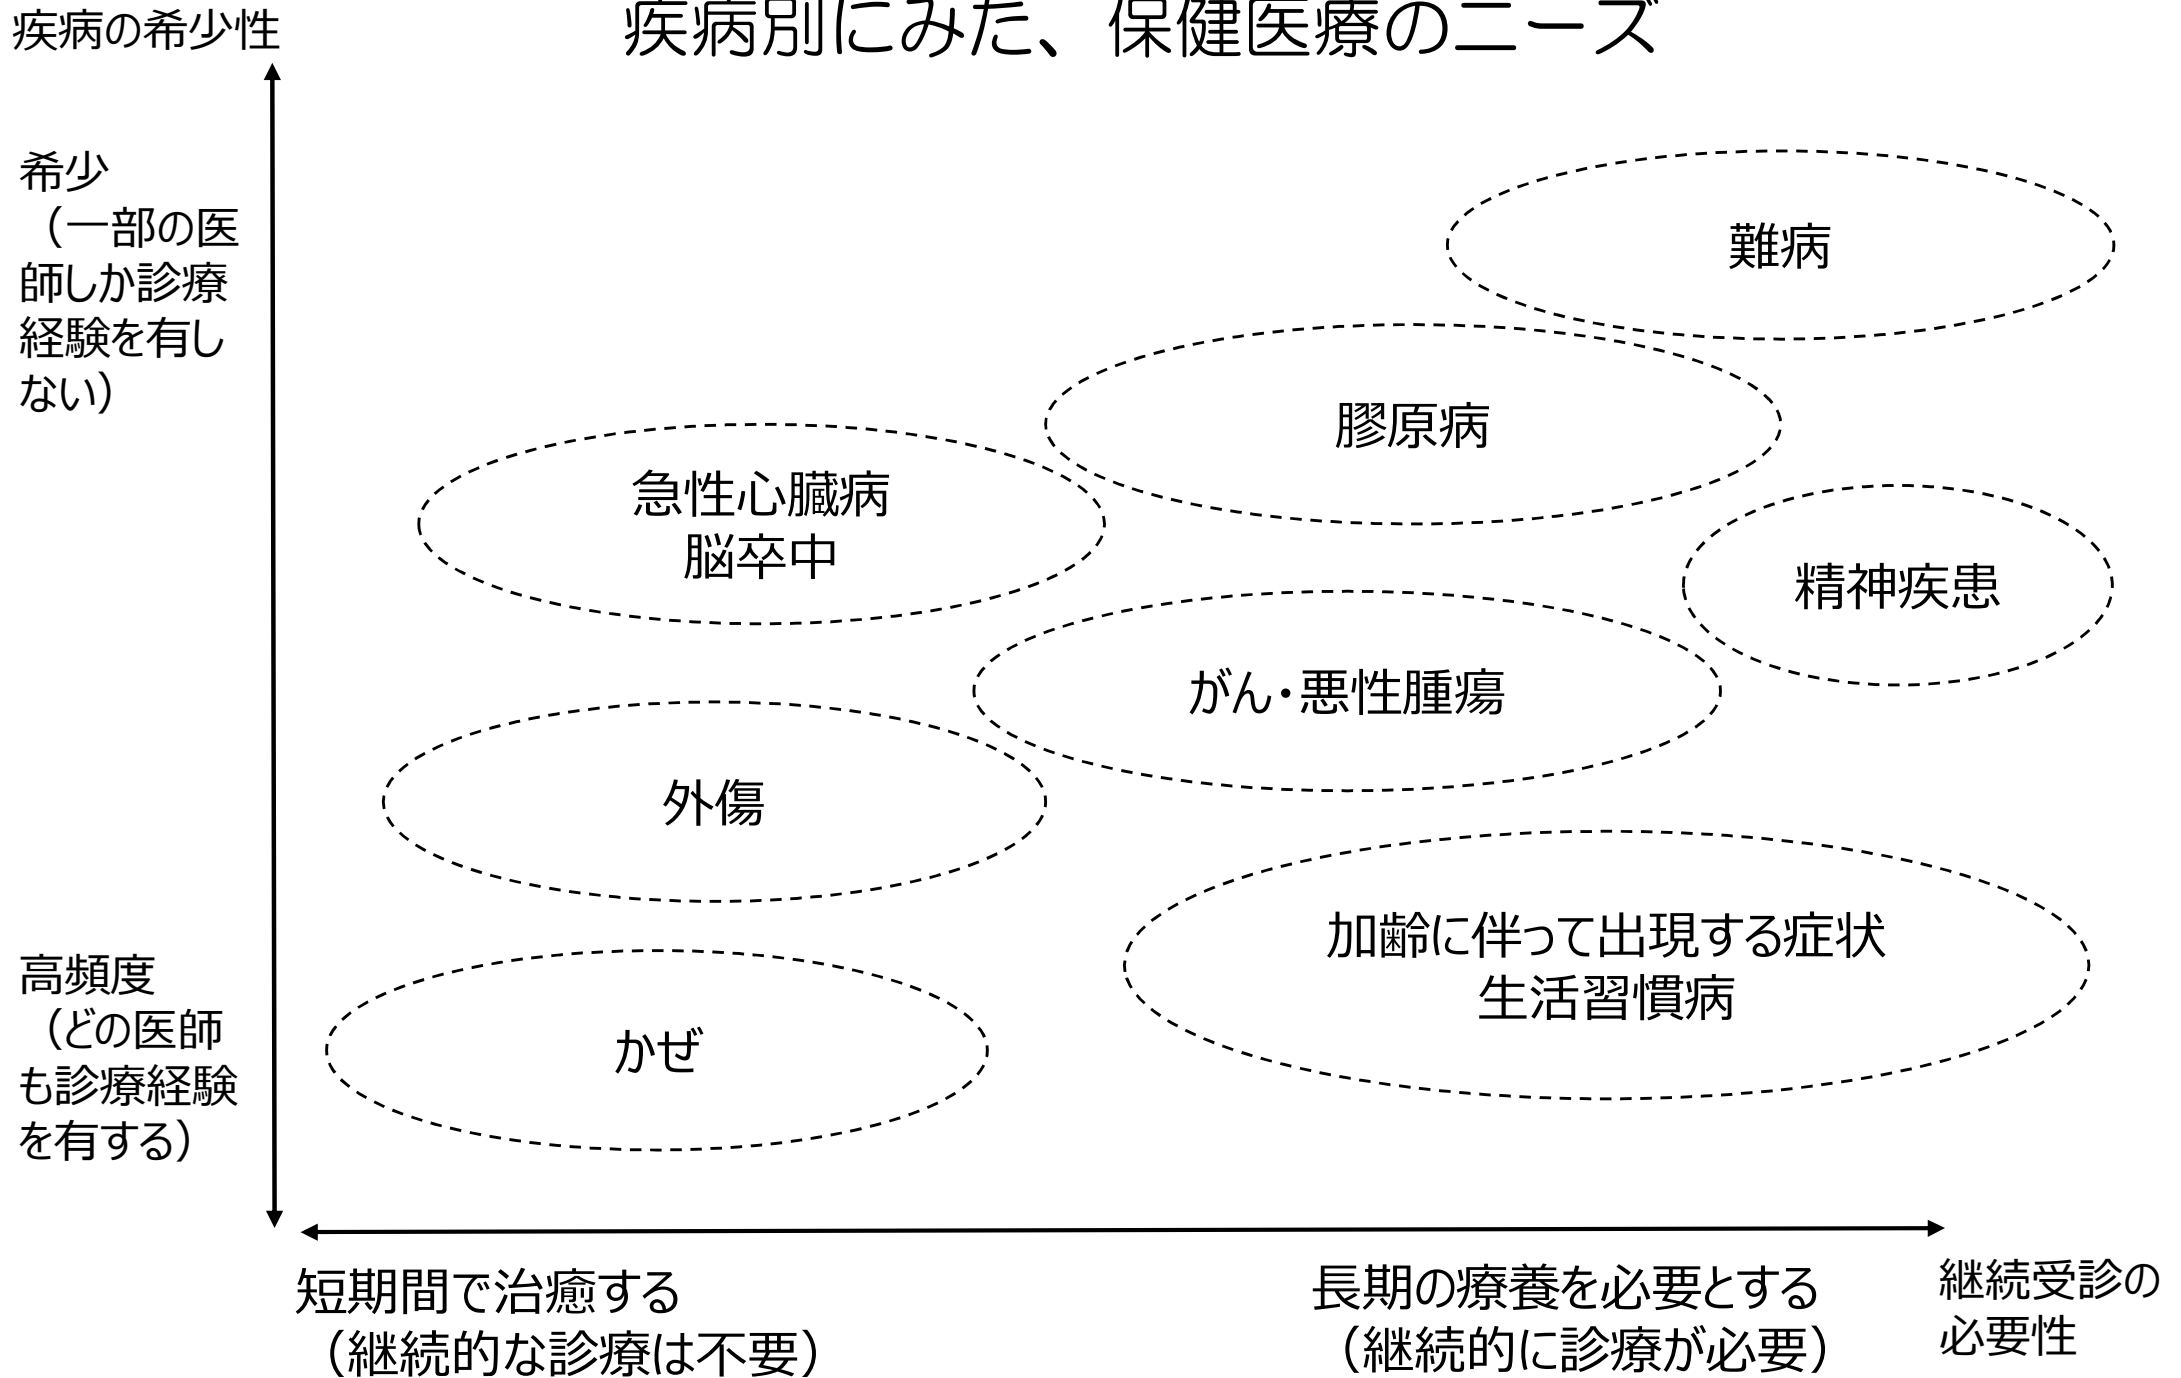 疾病別にみた、保健医療のニーズ
疾病の希少性
希少
（一部の医
師しか診療
経験を有し
ない）
難病
膠原病
急性心臓病
脳卒中
精神疾患
がん・悪性腫瘍
外傷
加齢に伴って出現する症状
生活習慣病
かぜ
高頻度
（どの医師
も診療経験
を有する）
短期間で治癒する
（継続的な診療は不要）
長期の療養を必要とする
（継続的に診療が必要）
継続受診の
必要性